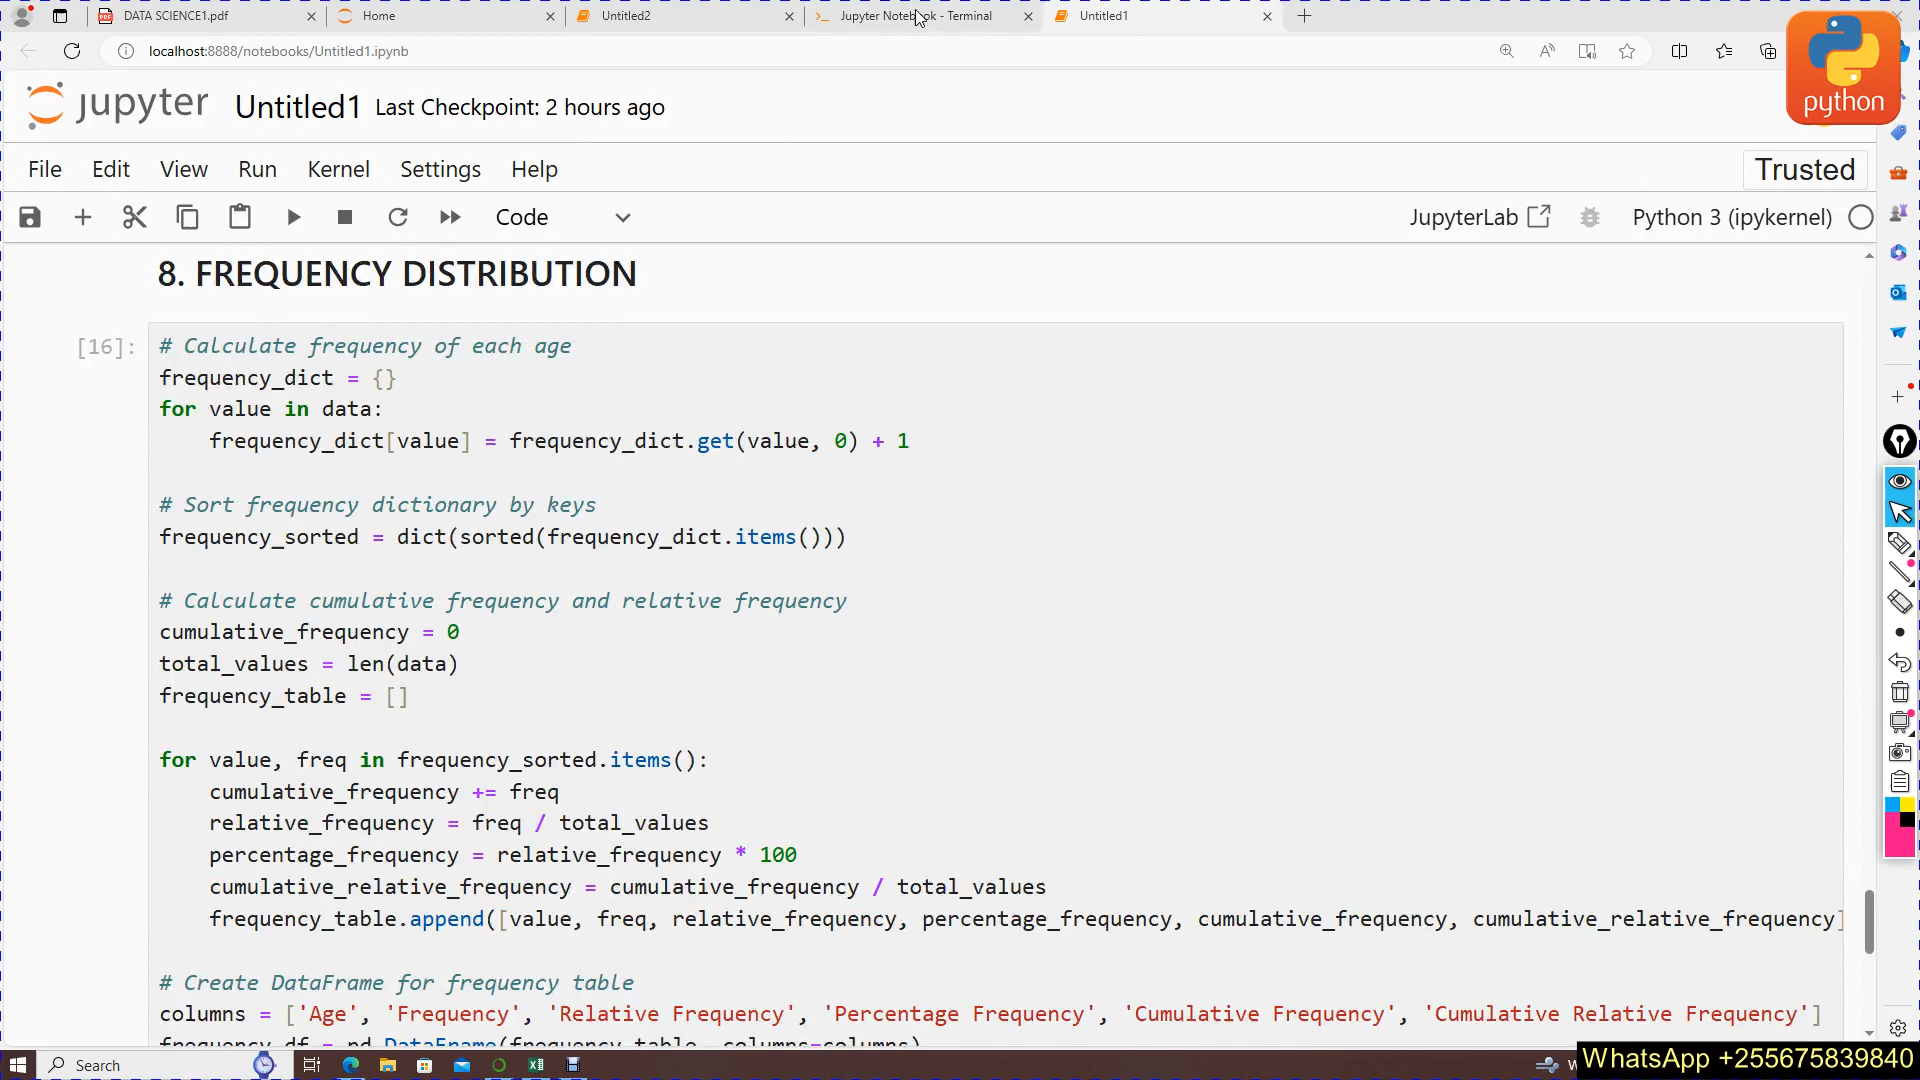 DATA SCIENCE1.pdf
Home
Untitled2
Jupyter Notebook - Terminal
Untitled1
localhost:8888/notebooks/Untitled1.ipynb
python
jupyter Untitled1 Last Checkpoint: 2 hours ago
File Edit View Run Kernel Settings Help
Trusted
Code
JupyterLab
Python 3 (ipykernel)
8. FREQUENCY DISTRIBUTION
[16]:
# Calculate frequency of each age
frequency_dict = {}
for value in data:
    frequency_dict[value] = frequency_dict.get(value, 0) + 1
# Sort frequency dictionary by keys
frequency_sorted = dict(sorted(frequency_dict.items()))
# Calculate cumulative frequency and relative frequency
cumulative_frequency = 0
total_values = len(data)
frequency_table = []
for value, freq in frequency_sorted.items():
    cumulative_frequency += freq
    relative_frequency = freq / total_values
    percentage_frequency = relative_frequency * 100
    cumulative_relative_frequency = cumulative_frequency / total_values
    frequency_table.append([value, freq, relative_frequency, percentage_frequency, cumulative_frequency, cumulative_relative_frequency]
# Create DataFrame for frequency table
columns = ['Age', 'Frequency', 'Relative Frequency', 'Percentage Frequency', 'Cumulative Frequency', 'Cumulative Relative Frequency']
frequency_df = pd.DataFrame(frequency_table, columns=columns)
Search
WhatsApp +255675839840